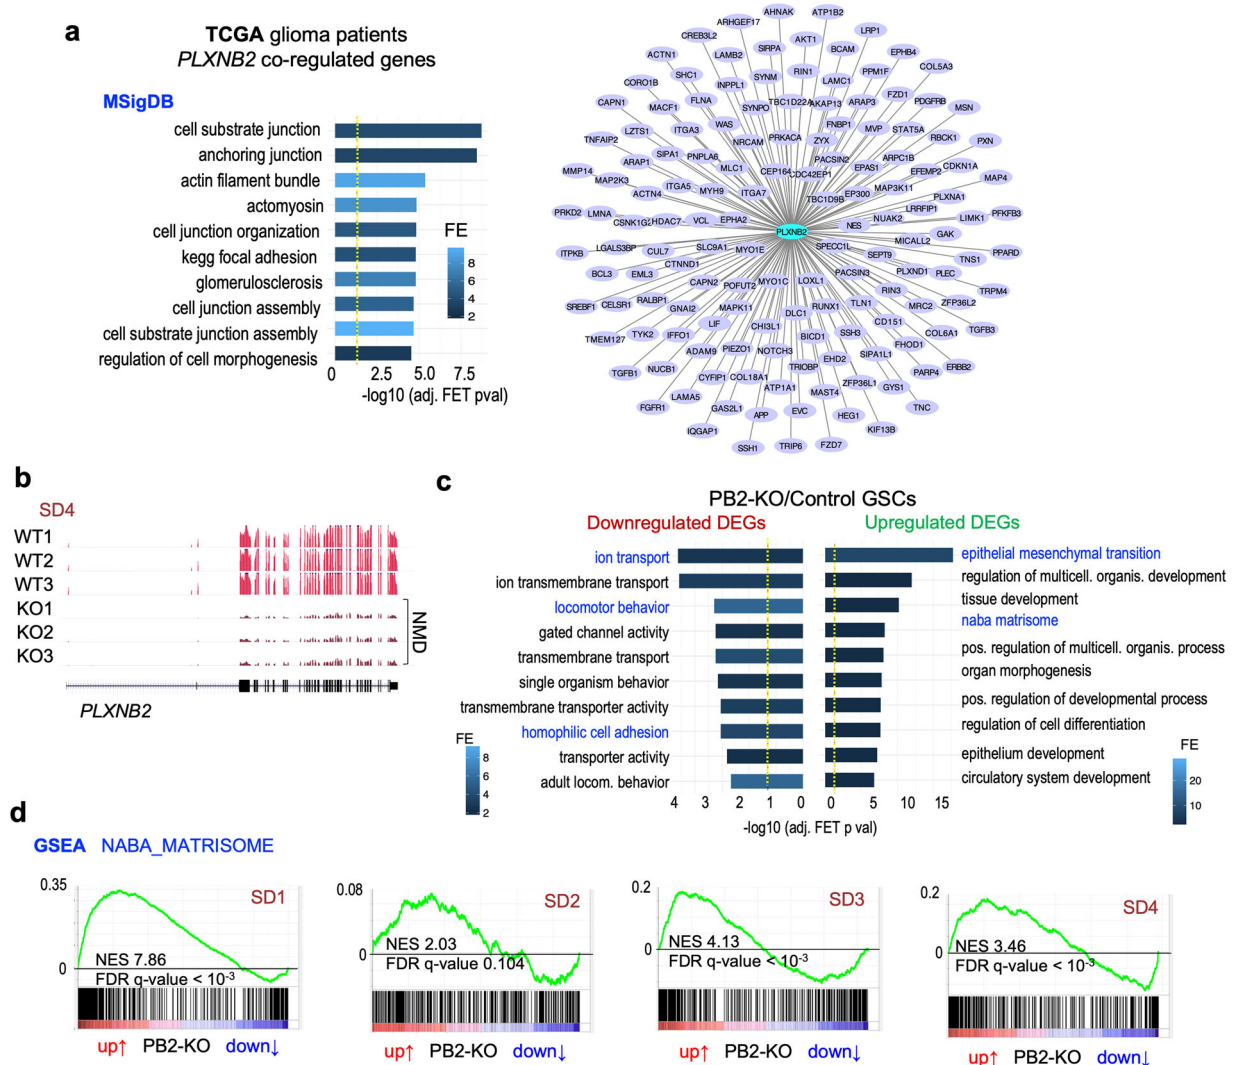 a
TCGA glioma patients
PLXNB2 co-regulated genes
MSigDB
cell substrate junction
anchoring junction
actin filament bundle
actomyosin
cell junction organization
kegg focal adhesion
glomerulosclerosis
cell junction assembly
cell substrate junction assembly
regulation of cell morphogenesis
0 2.5 5.0 7.5
-log10 (adj. FET pval)
FE
8
6
4
2
AHNAK ATP1B2
ARHGEF17 LRP1
CREB3L2 SIRPA AKT1 BCAM EPHB4
ACTN1 LAMB2 COL5A3
CORO1B SHC1 INPPL1 SYNM RIN1 LAMC1 PPM1F
CAPN1 MACF1 FLNA SYNPO TBC1D22A AKAP13 ARAP3 FZD1 PDGFRB MSN
TNFAIP2 LZTS1 ITGA3 WAS NRCAM PRKACA ZYX FNBP1 MVP STAT5A RBCK1 PXN
MMP14 ARAP1 SIPA1 PNPLA6 MLC1 CEP164 CDC42EP1 PACSIN2 EPAS1 ARPC1B EFEMP2 CDKN1A MAP4
MAP2K3 ACTN4 ITGA5 MYH9 ITGA7 TBC1D9B EP300 MAP3K11 PLXNA1
PRKD2 LMNA CSNK1G2 HDAC7 VCL EPHA2 NES NUAK2 LRRFIP1 LIMK1 PFKFB3
PLXNB2 GAK
ITPKB LGALS3BP CUL7 SLC9A1 MYO1E SPECC1L SEPT9 MICALL2 TNS1 PPARD
BCL3 EML3 CTNND1 CAPN2 POFUT2 MYO1C LOXL1 PACSIN3 PLXND1 PLEC TRPM4
SREBF1 CELSR1 RALBP1 GNAI2 MAPK11 DLC1 RUNX1 TLN1 RIN3 MRC2 ZFP36L2
TMEM127 TYK2 IFFO1 LIF CHI3L1 BICD1 SSH3 CD151 COL6A1 TGFB3
TGFB1 NUCB1 ADAM9 PIEZO1 NOTCH3 TRIOBP EHD2 SIPA1L1 FHOD1 PARP4 ERBB2
FGFR1 LAMA5 CYFIP1 COL18A1 ATP1A1 MAST4 ZFP36L1 GYS1 TNC
IQGAP1 GAS2L1 APP EVC HEG1 KIF13B
SSH1 TRIP6 FZD7
b
SD4
WT1
WT2
WT3
KO1
KO2
KO3
NMD
PLXNB2
c
PB2-KO/Control GSCs
Downregulated DEGs Upregulated DEGs
ion transport
ion transmembrane transport
locomotor behavior
gated channel activity
transmembrane transport
single organism behavior
transmembrane transporter activity
homophilic cell adhesion
transporter activity
adult locom. behavior
FE
8
6
4
2
4 3 2 1 0 0 5 10 15
-log10 (adj. FET p val)
epithelial mesenchymal transition
regulation of multicell. organis. development
tissue development
naba matrisome
pos. regulation of multicell. organis. process
organ morphogenesis
pos. regulation of developmental process
regulation of cell differentiation
epithelium development
circulatory system development
FE
20
10
d
GSEA NABA_MATRISOME
0.35
0
SD1
NES 7.86
FDR q-value < 10-3
up↑ PB2-KO down↓
0.08
0
SD2
NES 2.03
FDR q-value 0.104
up↑ PB2-KO down↓
0.2
0
SD3
NES 4.13
FDR q-value < 10-3
up↑ PB2-KO down↓
0.2
0
SD4
NES 3.46
FDR q-value < 10-3
up↑ PB2-KO down↓